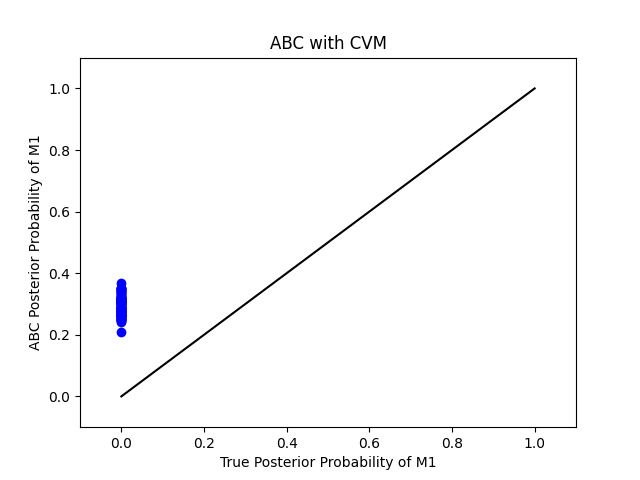 ABC with CVM
1.0
0.8
0.6
0.4
0.2
0.0
ABC Posterior Probability of M1
0.0 0.2 0.4 0.6 0.8 1.0
True Posterior Probability of M1